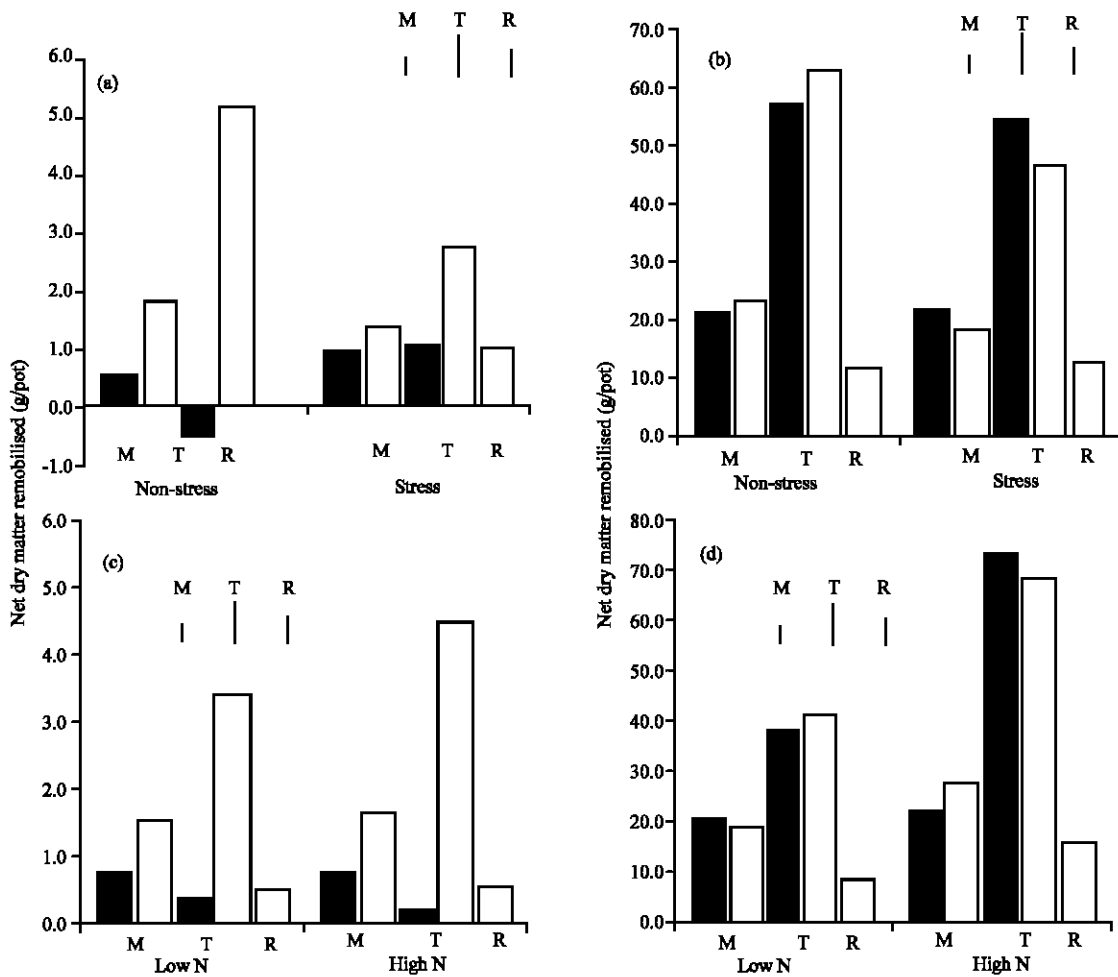 M T R
6.0
(a)
5.0
4.0
3.0
2.0
1.0
0.0
-1.0
M T R M T R
Non-stress Stress
M T R
70.0
(b)
60.0
50.0
40.0
30.0
20.0
10.0
0.0
M T R M T R
Non-stress Stress
Net dry matter remobilised (g/pot)
Net dry matter remobilised (g/pot)
6.0
(c)
5.0
M T R
4.0
3.0
2.0
1.0
0.0
M T R M T R
Low N High N
80.0
(d)
70.0
M T R
60.0
50.0
40.0
30.0
20.0
10.0
0.0
M T R M T R
Low N High N